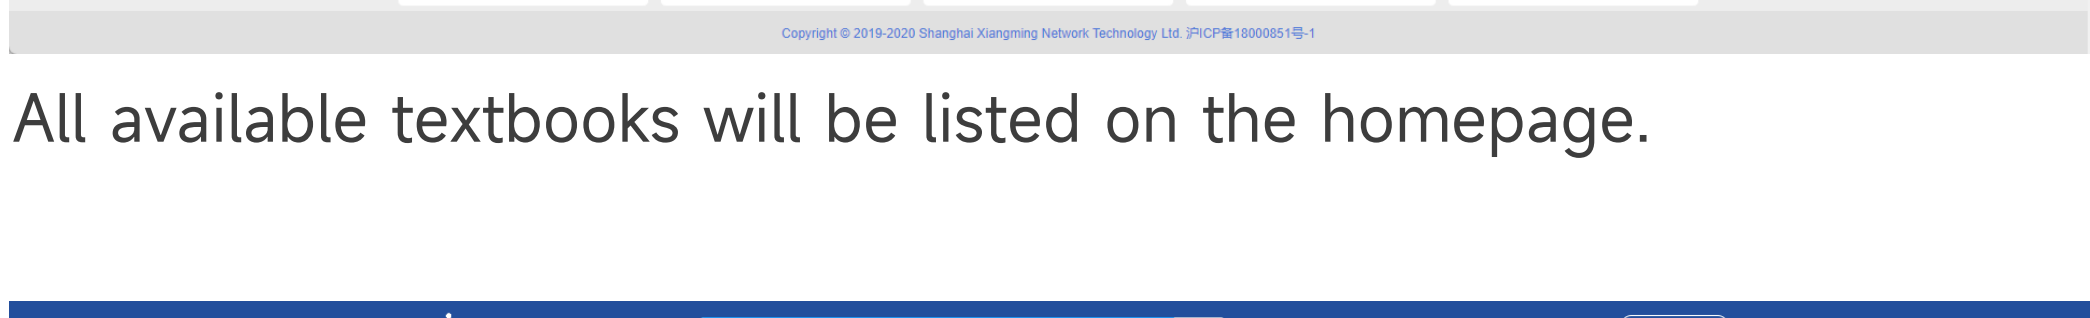 Copyright © 2019-2020 Shanghai Xiangming Network Technology Ltd. 沪ICP备18000851号-1
All available textbooks will be listed on the homepage.